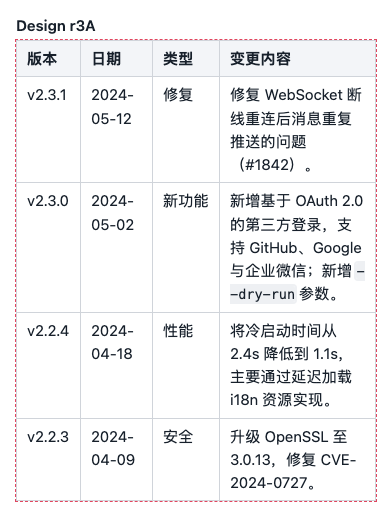 Design r3A
版本 日期 类型 变更内容
v2.3.1 2024- 修复 修复 WebSocket 断
05-12 线重连后消息重复
推送的问题
（#1842）。
v2.3.0 2024- 新功能 新增基于 OAuth 2.0
05-02 的第三方登录，支
持 GitHub、Google
与企业微信；新增 -
-dry-run 参数。
v2.2.4 2024- 性能 将冷启动时间从
04-18 2.4s 降低到 1.1s，
主要通过延迟加载
i18n 资源实现。
v2.2.3 2024- 安全 升级 OpenSSL 至
04-09 3.0.13，修复 CVE-
2024-0727。